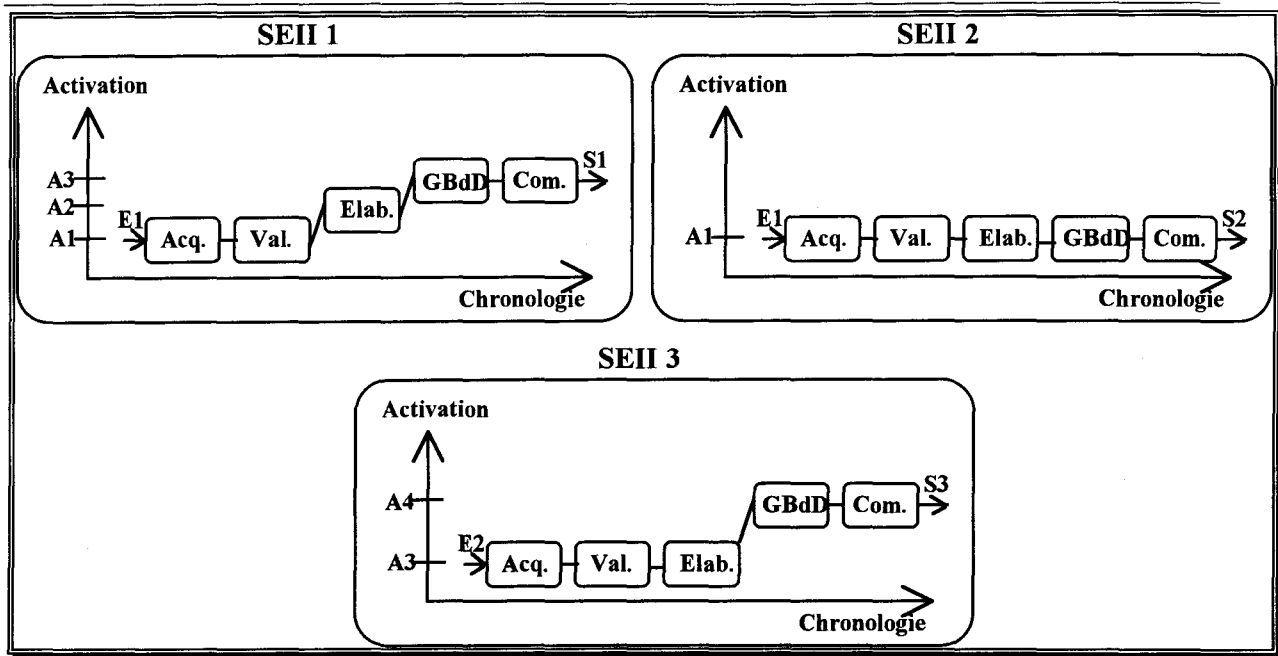 SEII 1
Activation
A3
A2
A1
E1
Acq.
Val.
Elab.
GBdD
Com.
S1
Chronologie
SEII 2
Activation
A1
E1
Acq.
Val.
Elab.
GBdD
Com.
S2
Chronologie
SEII 3
Activation
A4
A3
E2
Acq.
Val.
Elab.
GBdD
Com.
S3
Chronologie